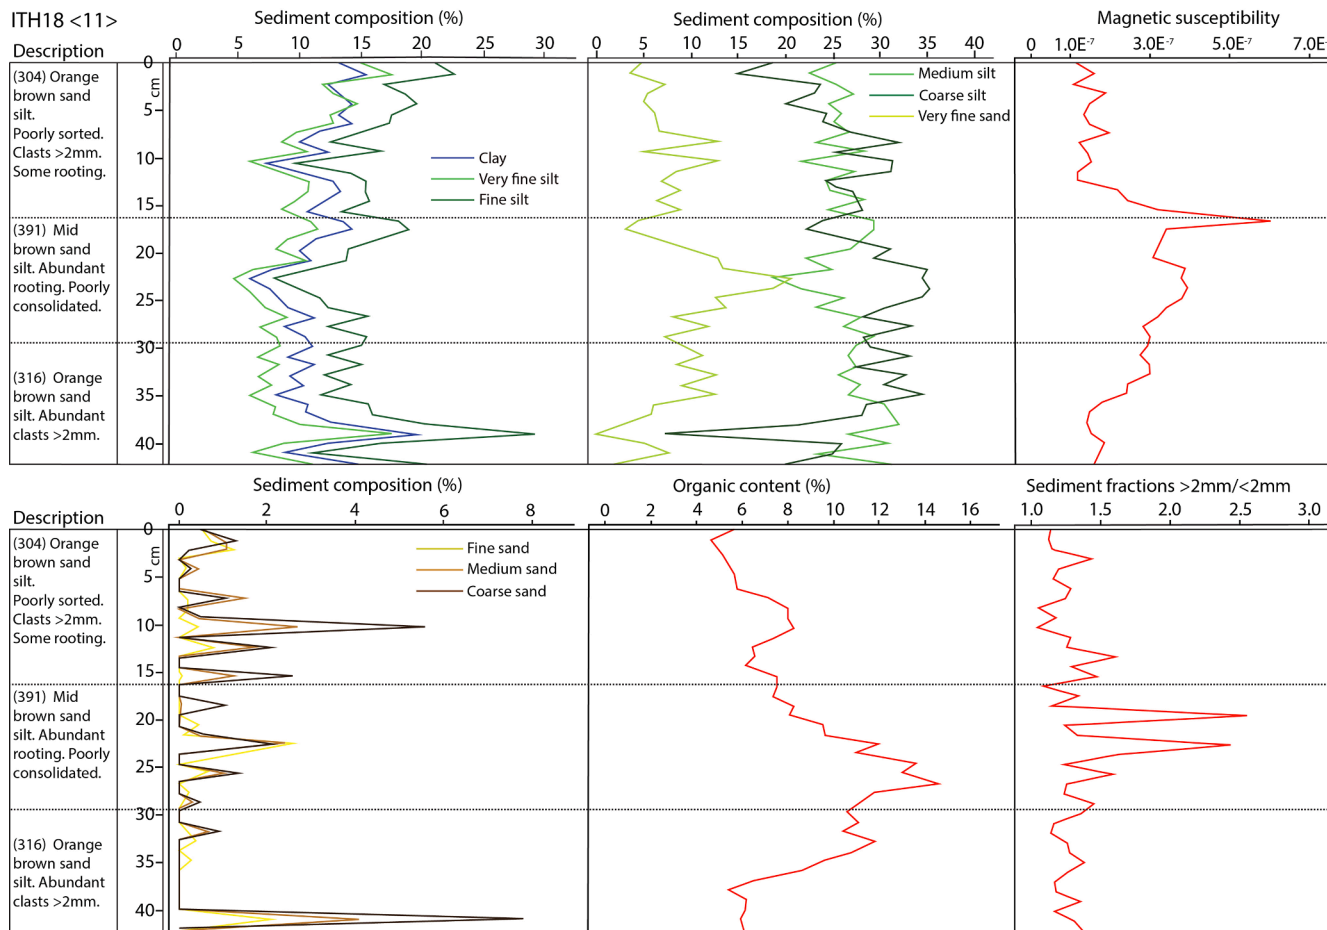 ITH18 <11>
Sediment composition (%)
Sediment composition (%)
Magnetic susceptibility
Description
0 5 10 15 20 25 30
0 5 10 15 20 25 30 35 40
0 1.0E⁻⁷ 3.0E⁻⁷ 5.0E⁻⁷ 7.0E⁻⁷
(304) Orange
brown sand
silt.
Poorly sorted.
Clasts >2mm.
Some rooting.
(391) Mid
brown sand
silt. Abundant
rooting. Poorly
consolidated.
(316) Orange
brown sand
silt. Abundant
clasts >2mm.
0
cm
5
10
15
20
25
30
35
40
Clay
Very fine silt
Fine silt
Medium silt
Coarse silt
Very fine sand
Sediment composition (%)
Organic content (%)
Sediment fractions >2mm/<2mm
Description
0 2 4 6 8
0 2 4 6 8 10 12 14 16
1.0 1.5 2.0 2.5 3.0
(304) Orange
brown sand
silt.
Poorly sorted.
Clasts >2mm.
Some rooting.
(391) Mid
brown sand
silt. Abundant
rooting. Poorly
consolidated.
(316) Orange
brown sand
silt. Abundant
clasts >2mm.
0
cm
5
10
15
20
25
30
35
40
Fine sand
Medium sand
Coarse sand